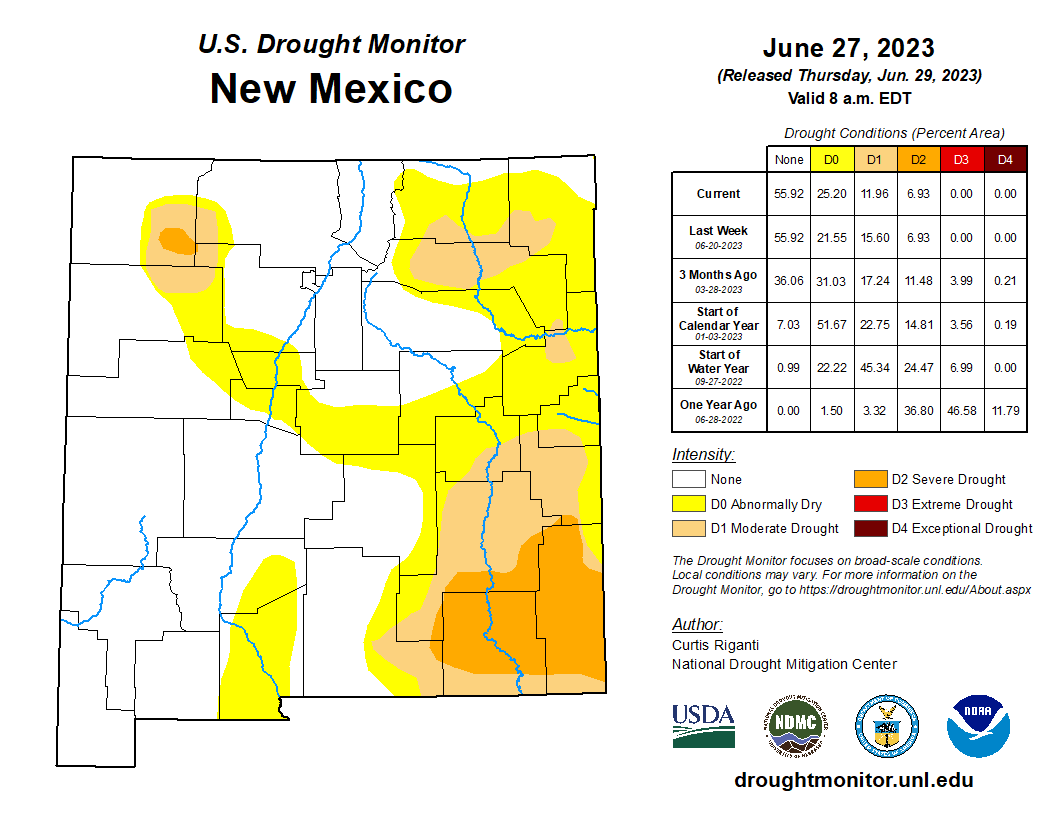 U.S. Drought Monitor
New Mexico
June 27, 2023
(Released Thursday, Jun. 29, 2023)
Valid 8 a.m. EDT
Drought Conditions (Percent Area)
None D0 D1 D2 D3 D4
Current 55.92 25.20 11.96 6.93 0.00 0.00
Last Week
06-20-2023 55.92 21.55 15.60 6.93 0.00 0.00
3 Months Ago
03-28-2023 36.06 31.03 17.24 11.48 3.99 0.21
Start of
Calendar Year
01-03-2023 7.03 51.67 22.75 14.81 3.56 0.19
Start of
Water Year
09-27-2022 0.99 22.22 45.34 24.47 6.99 0.00
One Year Ago
06-28-2022 0.00 1.50 3.32 36.80 46.58 11.79
Intensity:
None
D0 Abnormally Dry
D1 Moderate Drought
D2 Severe Drought
D3 Extreme Drought
D4 Exceptional Drought
The Drought Monitor focuses on broad-scale conditions.
Local conditions may vary. For more information on the
Drought Monitor, go to https://droughtmonitor.unl.edu/About.aspx
Author:
Curtis Riganti
National Drought Mitigation Center
USDA
NDMC
NOAA
droughtmonitor.unl.edu